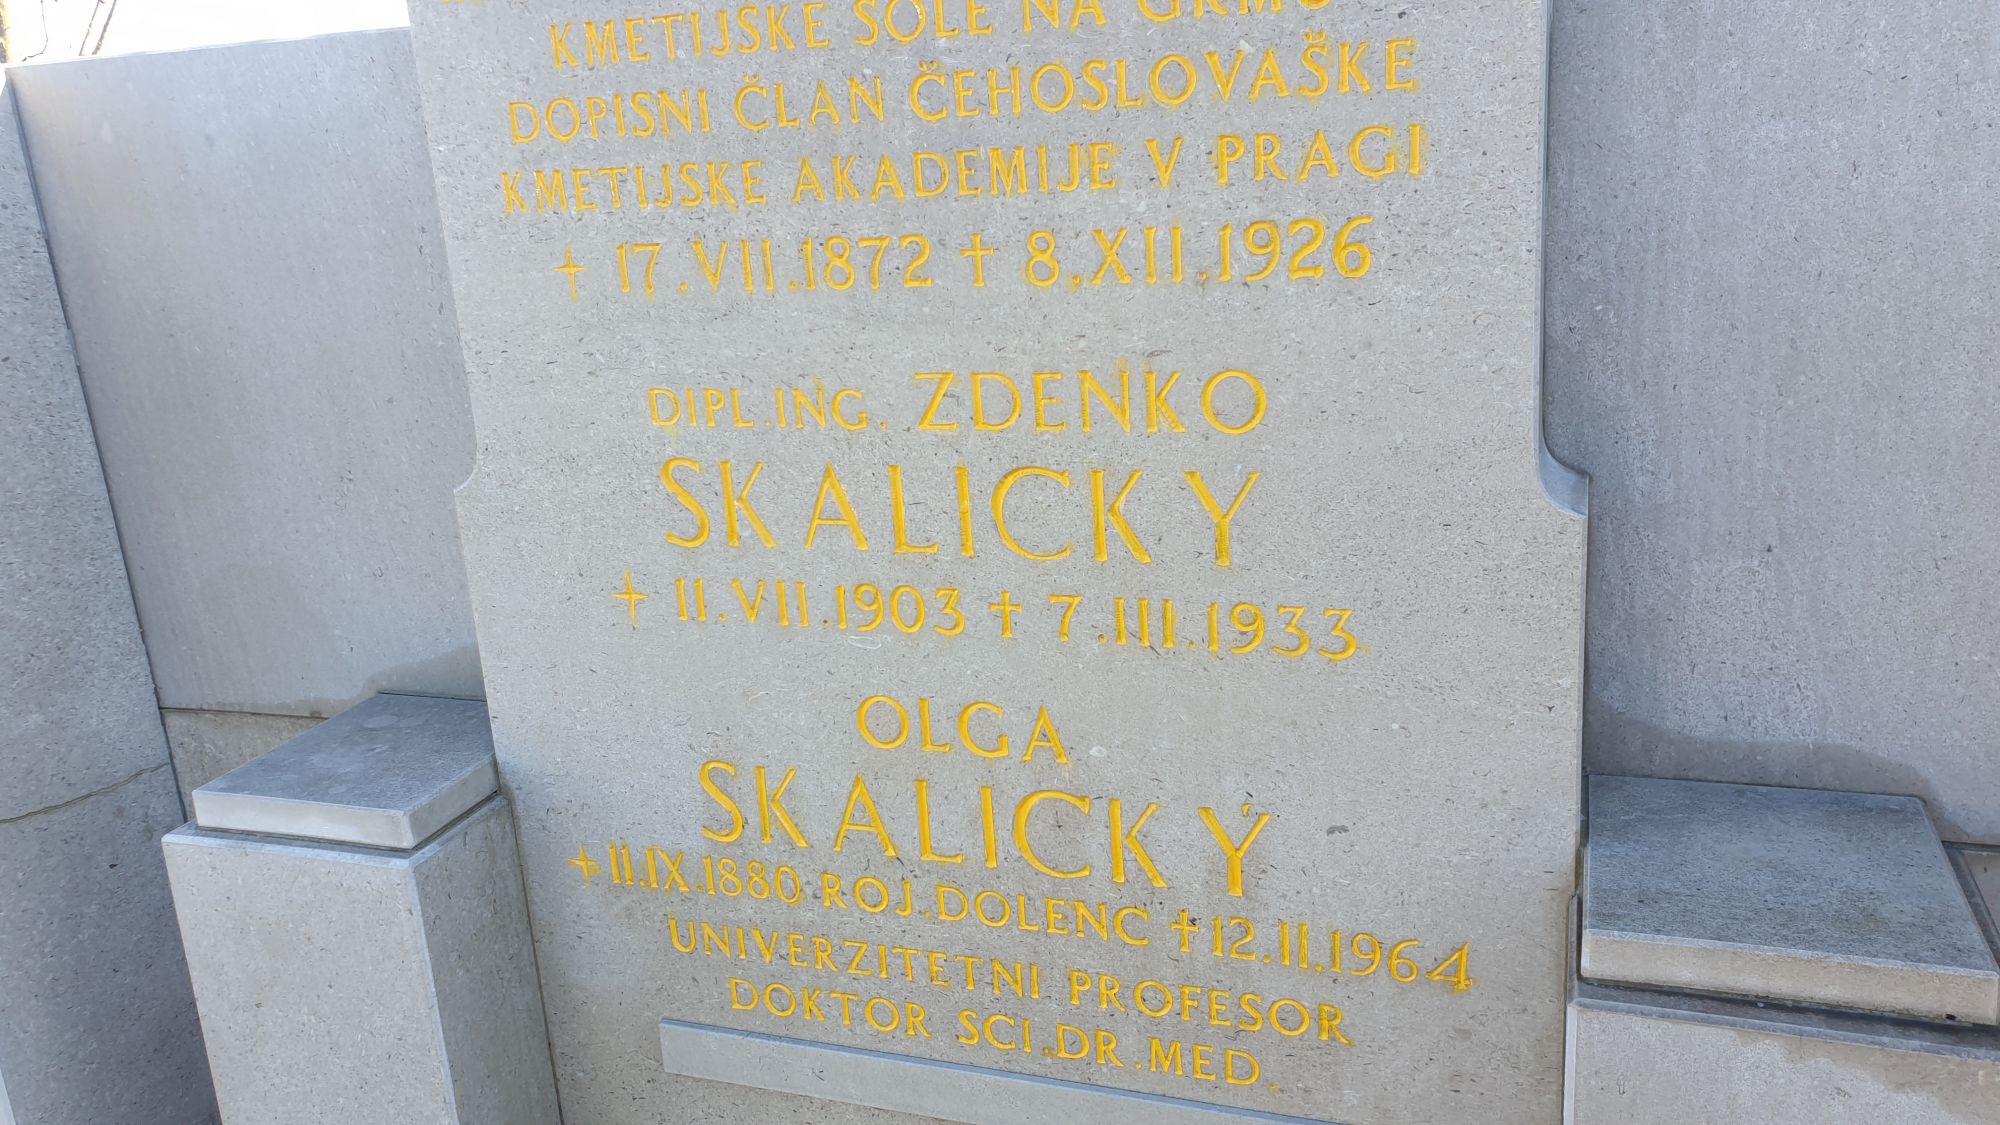 KMETIJSKE ŠOLE NA GRMU
DOPISNI ČLAN ČEHOSLOVAŠKE
KMETIJSKE AKADEMIJE V PRAGI
+ 17.VII.1872 + 8.XII.1926
DIPL.ING. ZDENKO
SKALICKY
+ 11.VII.1903 + 7.III.1933
OLGA
SKALICKÝ
+ 11.IX.1880 ROJ.DOLENC + 12.II.1964
UNIVERZITETNI PROFESOR
DOKTOR SCI.DR.MED.